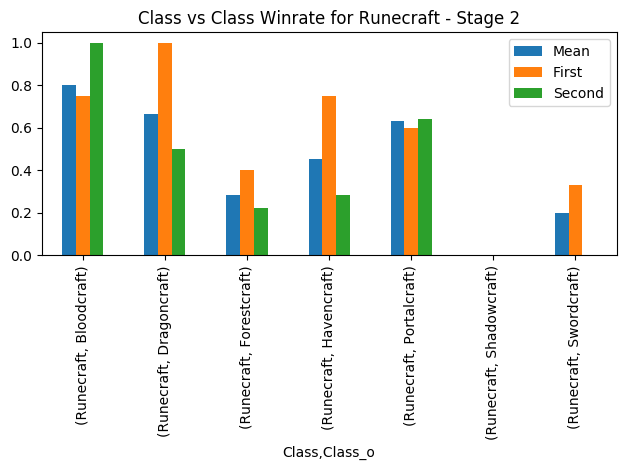 Class vs Class Winrate for Runecraft - Stage 2
Mean
First
Second
1.0
0.8
0.6
0.4
0.2
0.0
(Runecraft, Bloodcraft)
(Runecraft, Dragoncraft)
(Runecraft, Forestcraft)
(Runecraft, Havencraft)
(Runecraft, Portalcraft)
(Runecraft, Shadowcraft)
(Runecraft, Swordcraft)
Class,Class_o